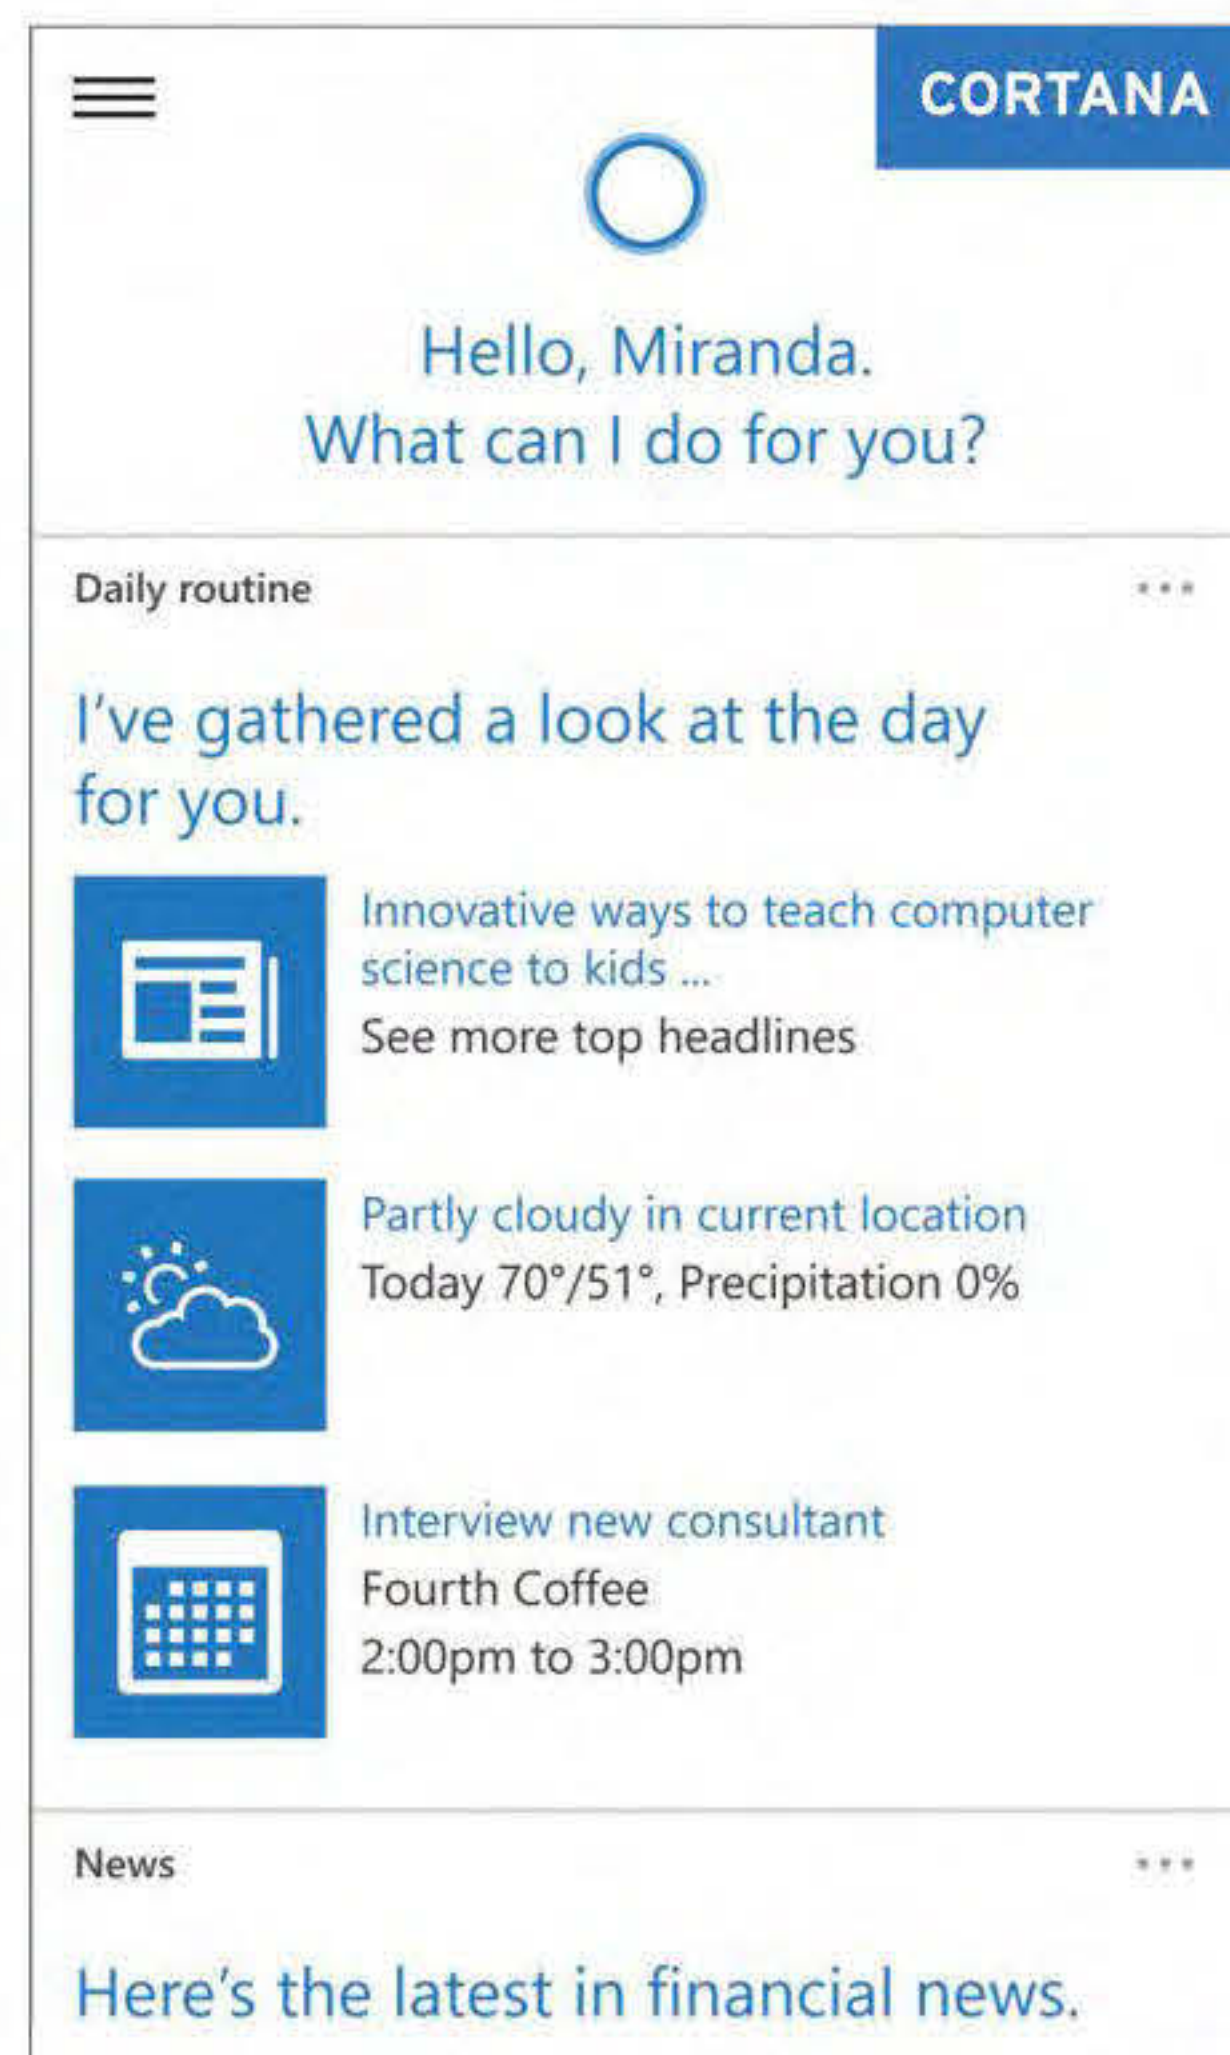 CORTANA
Hello, Miranda.
What can I do for you?
Daily routine
I've gathered a look at the day
for you.
Innovative ways to teach computer
science to kids ...
See more top headlines
Partly cloudy in current location
Today 70°/51°, Precipitation 0%
Interview new consultant
Fourth Coffee
2:00pm to 3:00pm
News
Here's the latest in financial news.